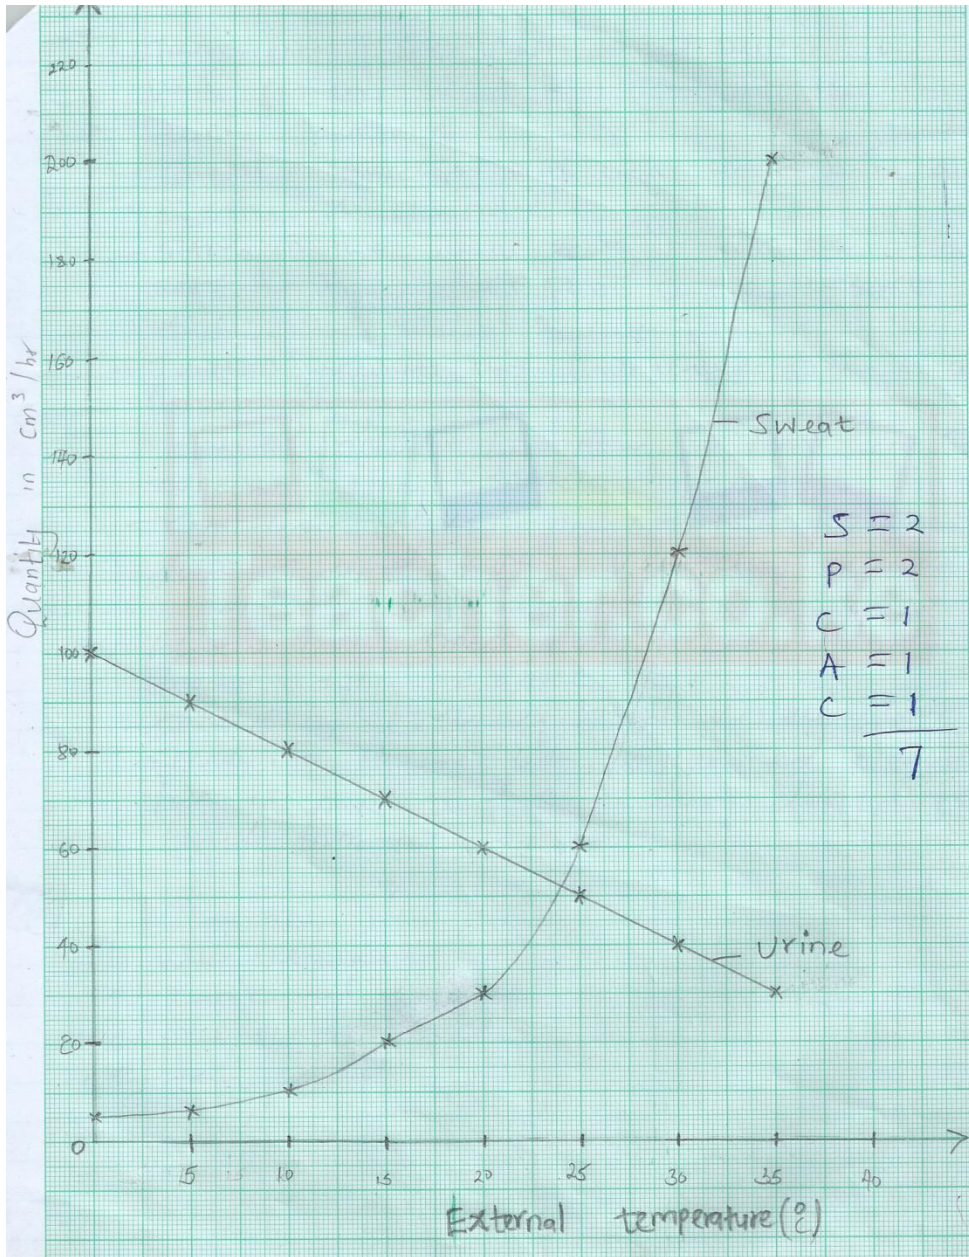 220
200
180
160
140
120
100
80
60
40
20
0
Quantity in cm³/hr
Sweat
S = 2
P = 2
C = 1
A = 1
C = 1
7
Urine
5
10
15
20
25
30
35
40
External temperature (°C)